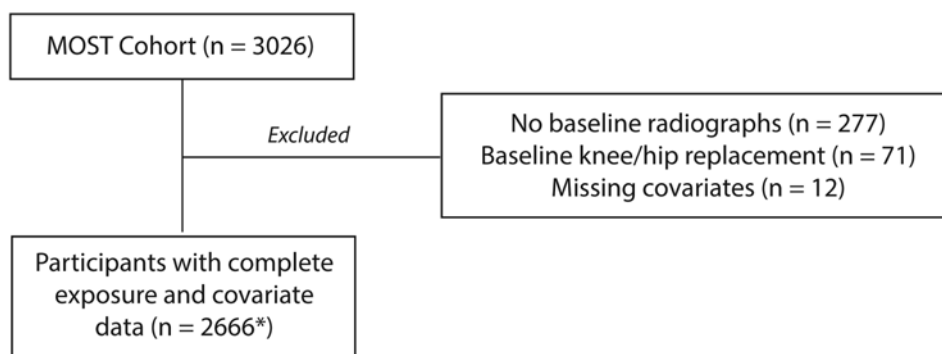 MOST Cohort (n = 3026)
Excluded
No baseline radiographs (n = 277)
Baseline knee/hip replacement (n = 71)
Missing covariates (n = 12)
Participants with complete
exposure and covariate
data (n = 2666*)